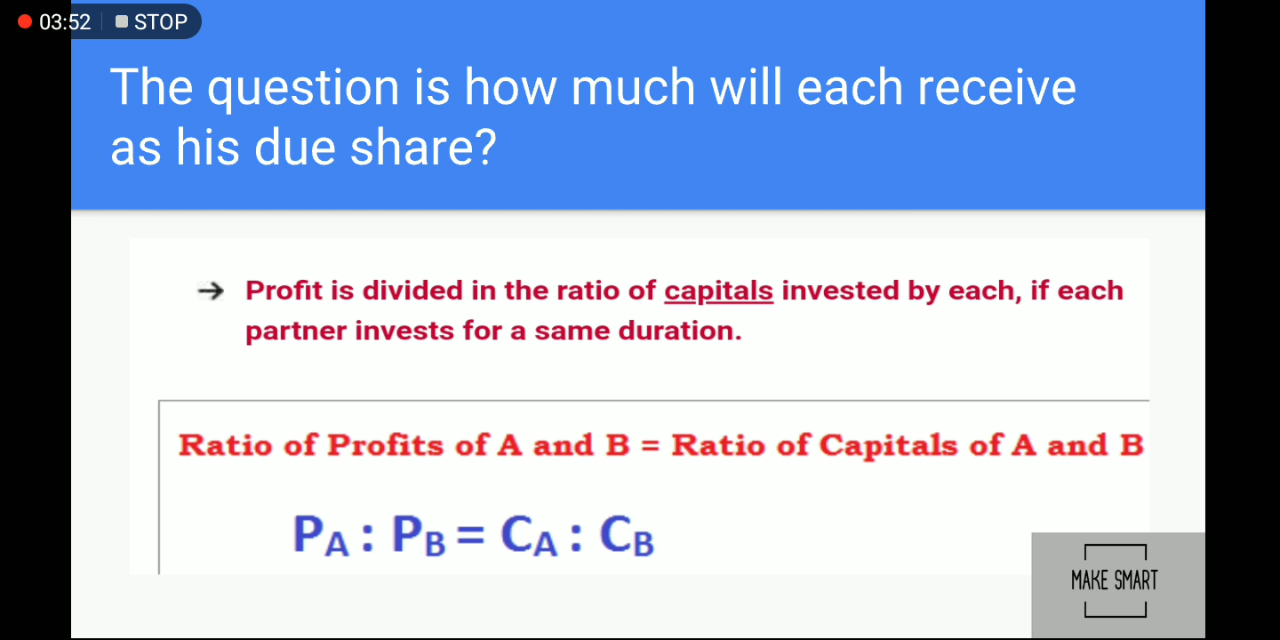 03:52 STOP
The question is how much will each receive
as his due share?
→ Profit is divided in the ratio of capitals invested by each, if each
partner invests for a same duration.
Ratio of Profits of A and B = Ratio of Capitals of A and B
PA : PB = CA : CB
MAKE SMART